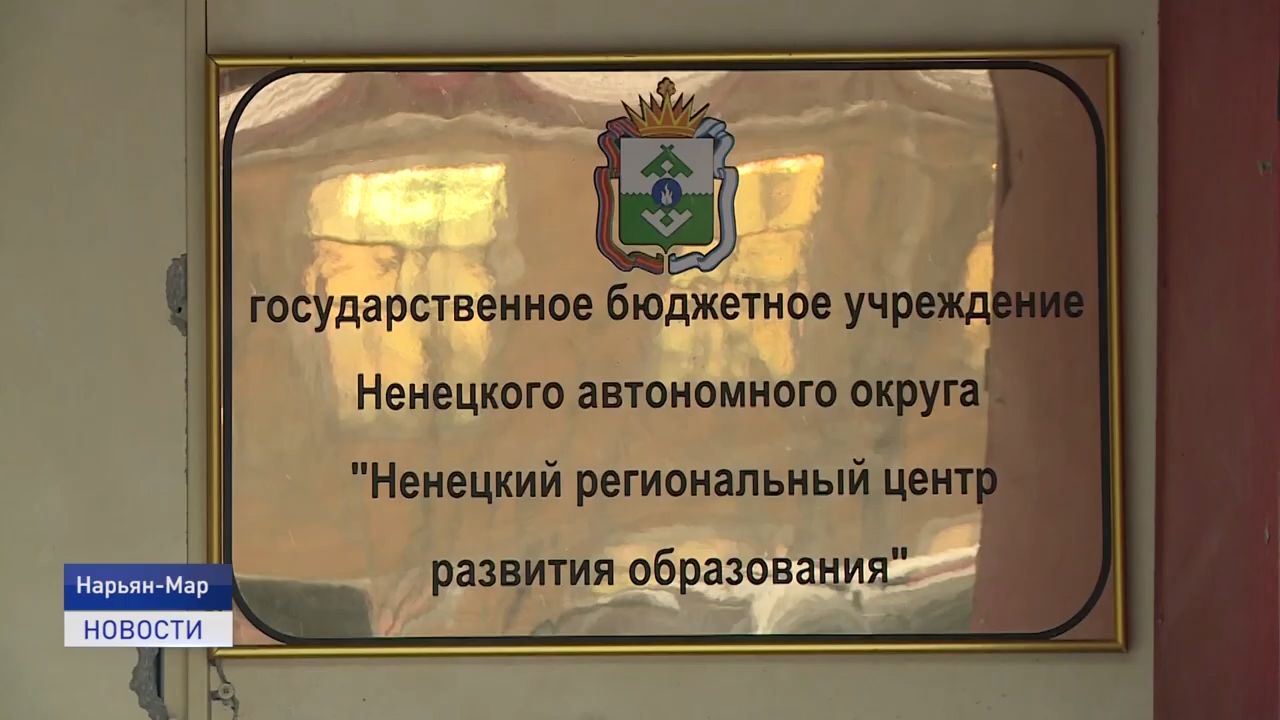 государственное бюджетное учреждение
Ненецкого автономного округа
"Ненецкий региональный центр
развития образования"
Нарьян-Мар
НОВОСТИ